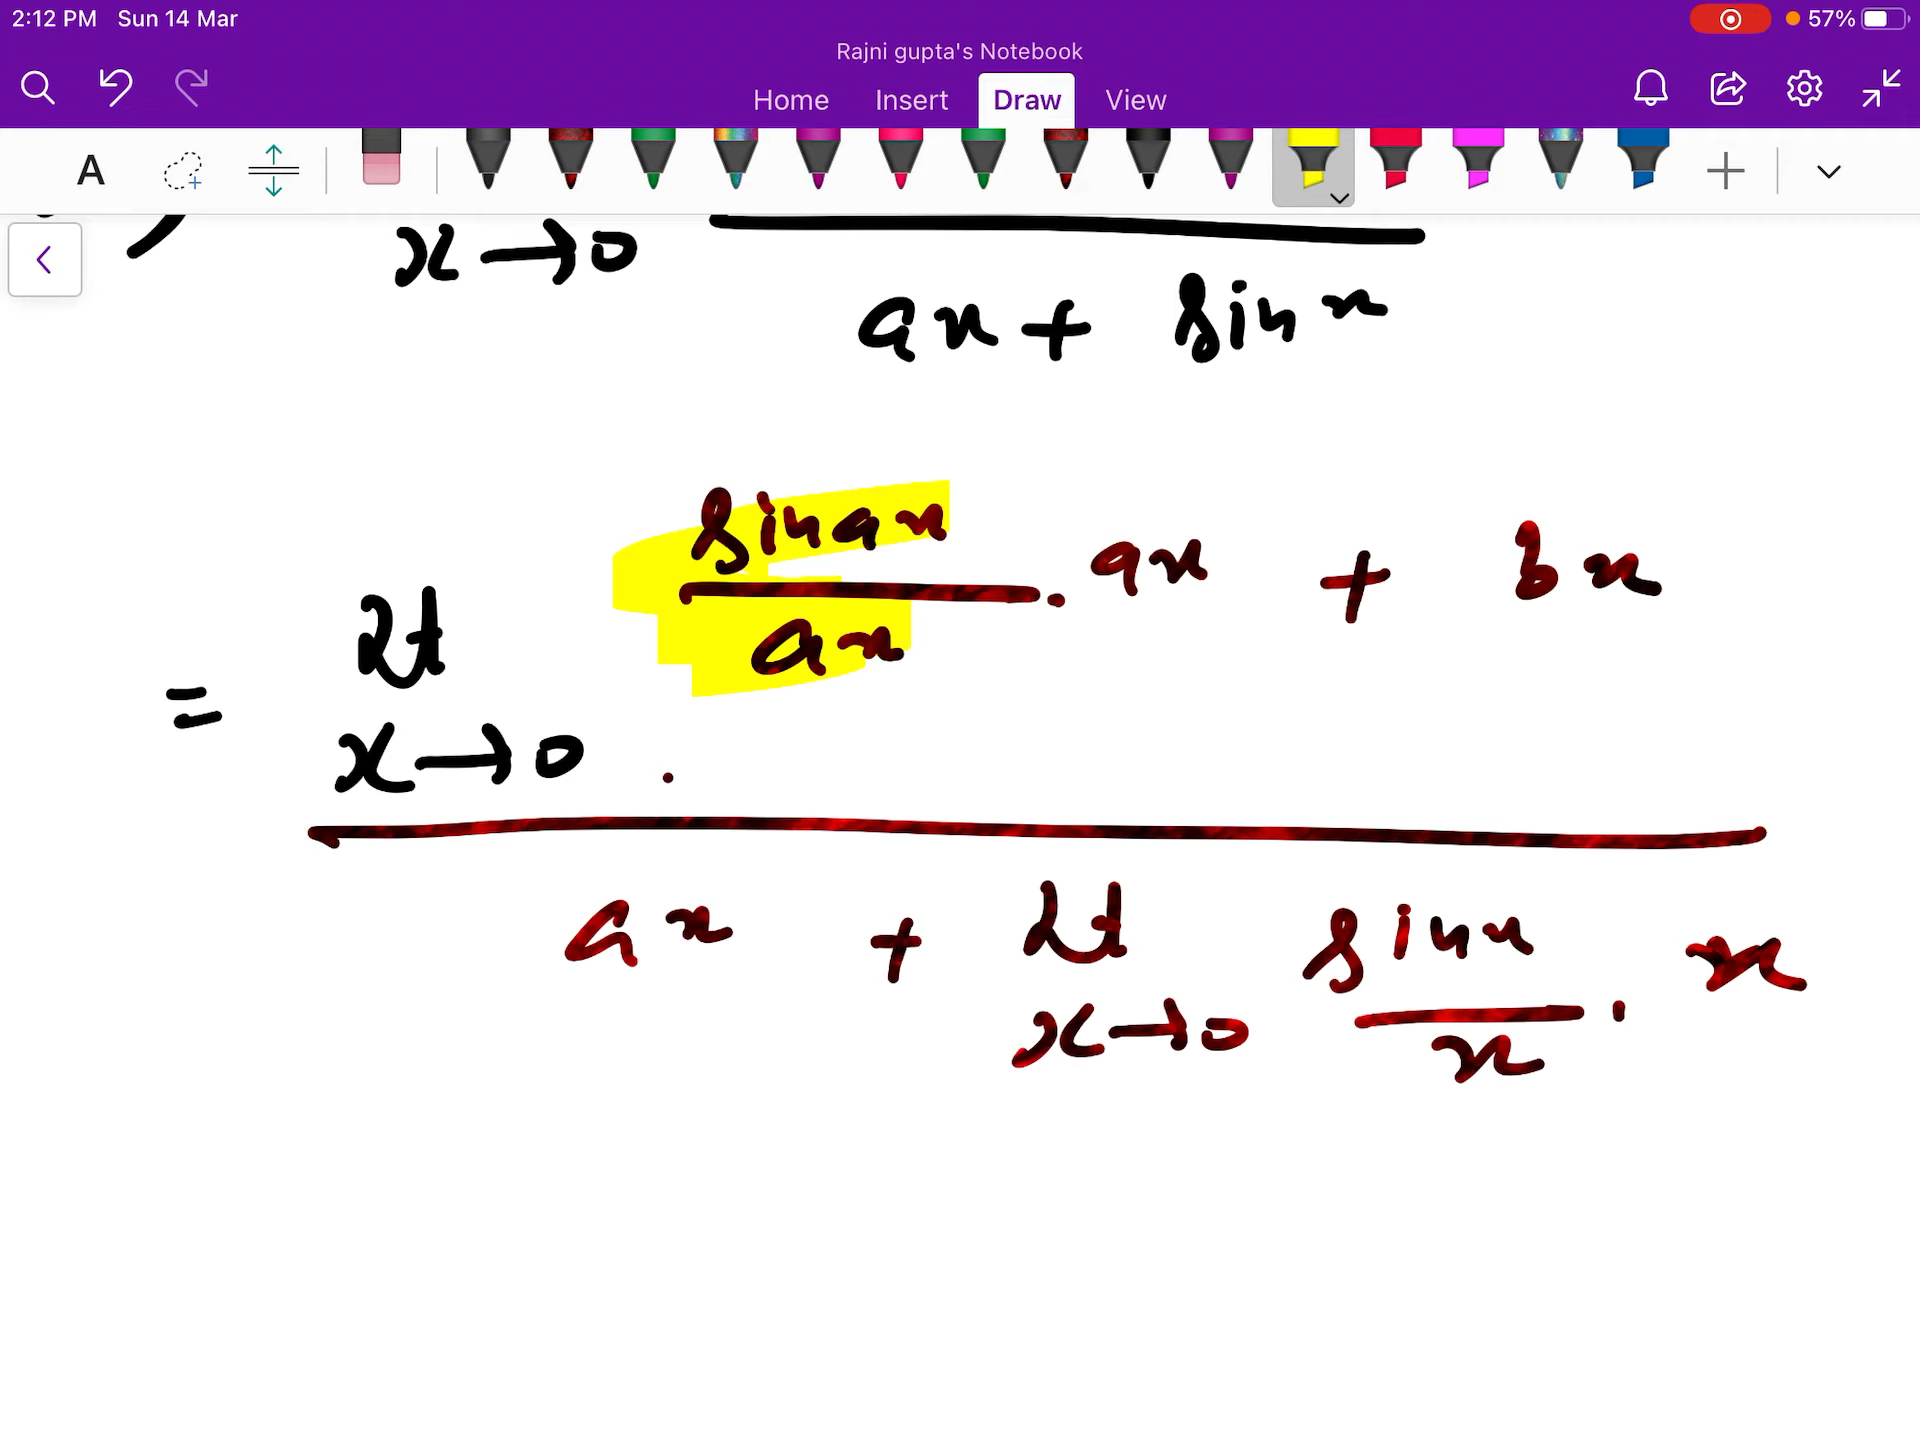 2:12 PM Sun 14 Mar 57%
Rajni gupta's Notebook
Home Insert Draw View
A
x→0
ax + sin x
sin ax
ax . ax + bx
= Lt
x→0 .
ax + Lt sin x . x
x→0 x